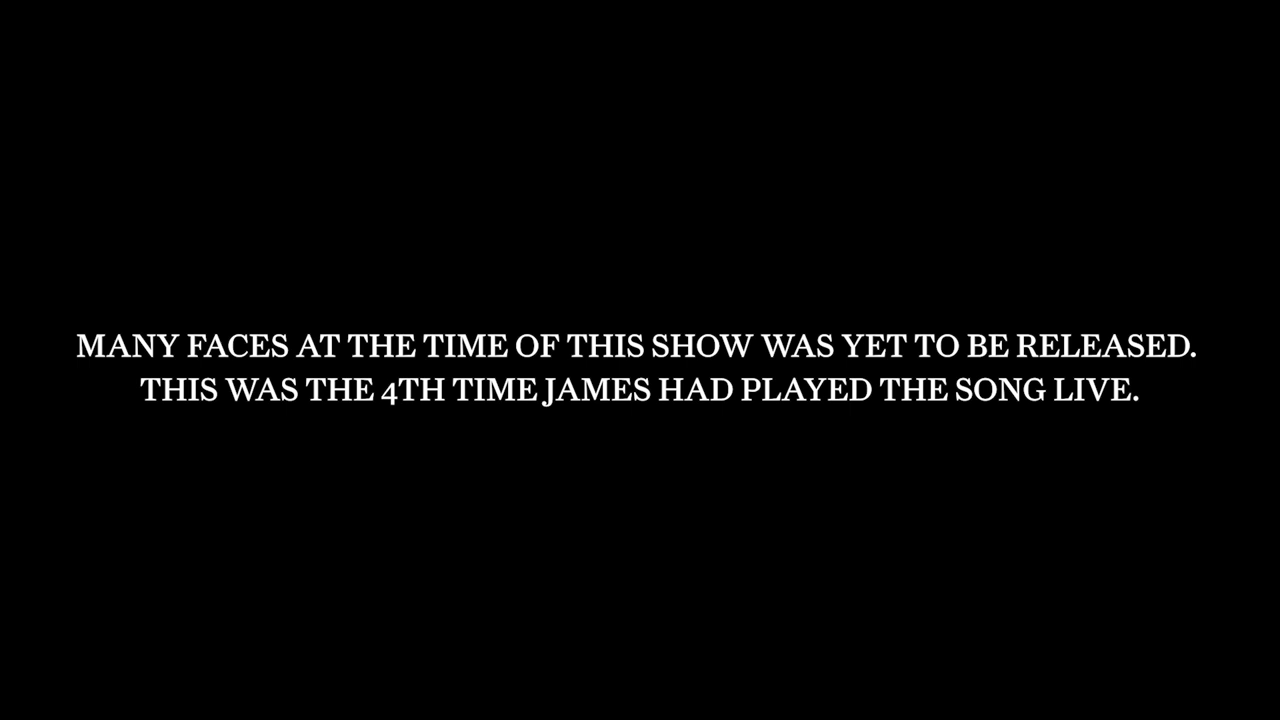 MANY FACES AT THE TIME OF THIS SHOW WAS YET TO BE RELEASED.
THIS WAS THE 4TH TIME JAMES HAD PLAYED THE SONG LIVE.